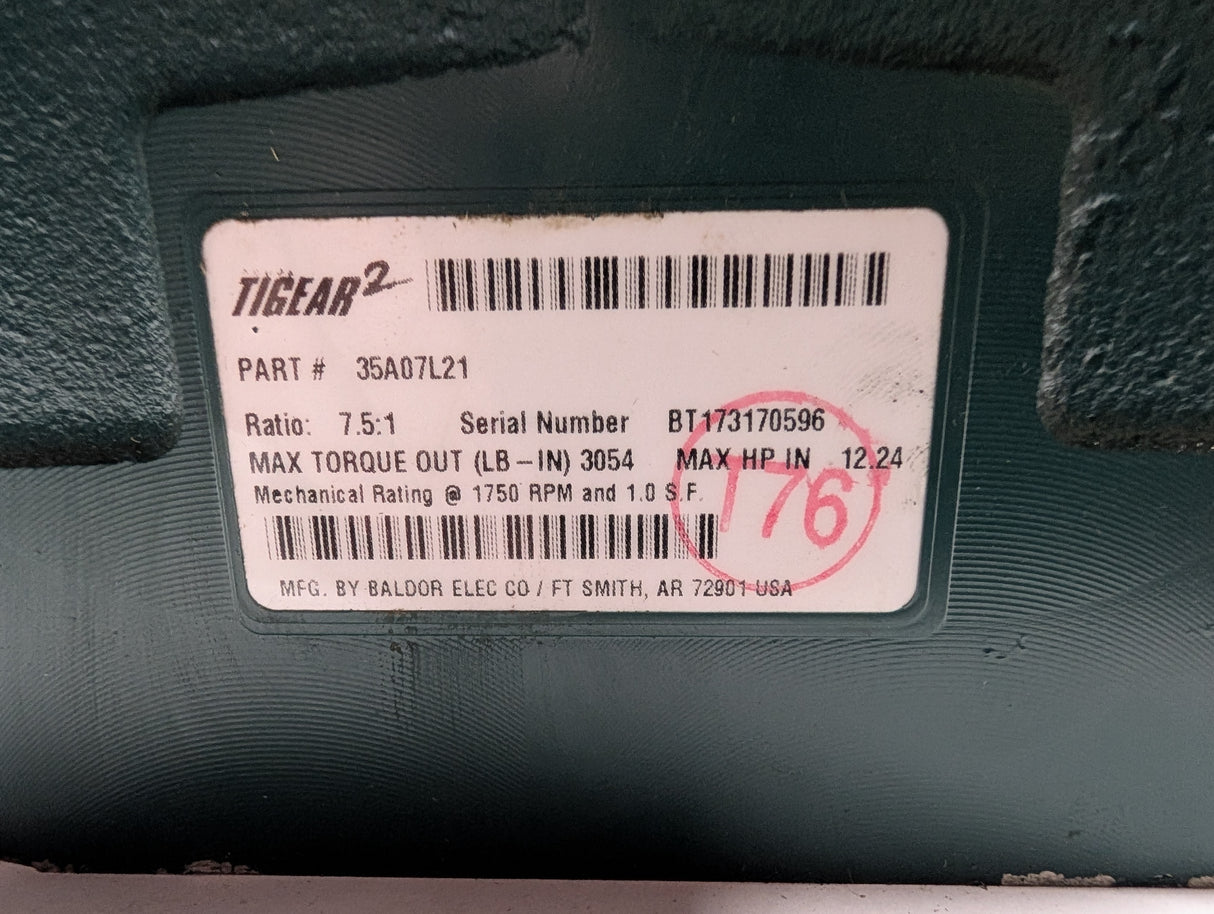 TIGEAR2
PART # 35A07L21
Ratio: 7.5:1 Serial Number BT173170596
MAX TORQUE OUT (LB-IN) 3054 MAX HP IN 12.24
Mechanical Rating @ 1750 RPM and 1.0 S.F.
T76
MFG. BY BALDOR ELEC CO / FT SMITH, AR 72901 USA